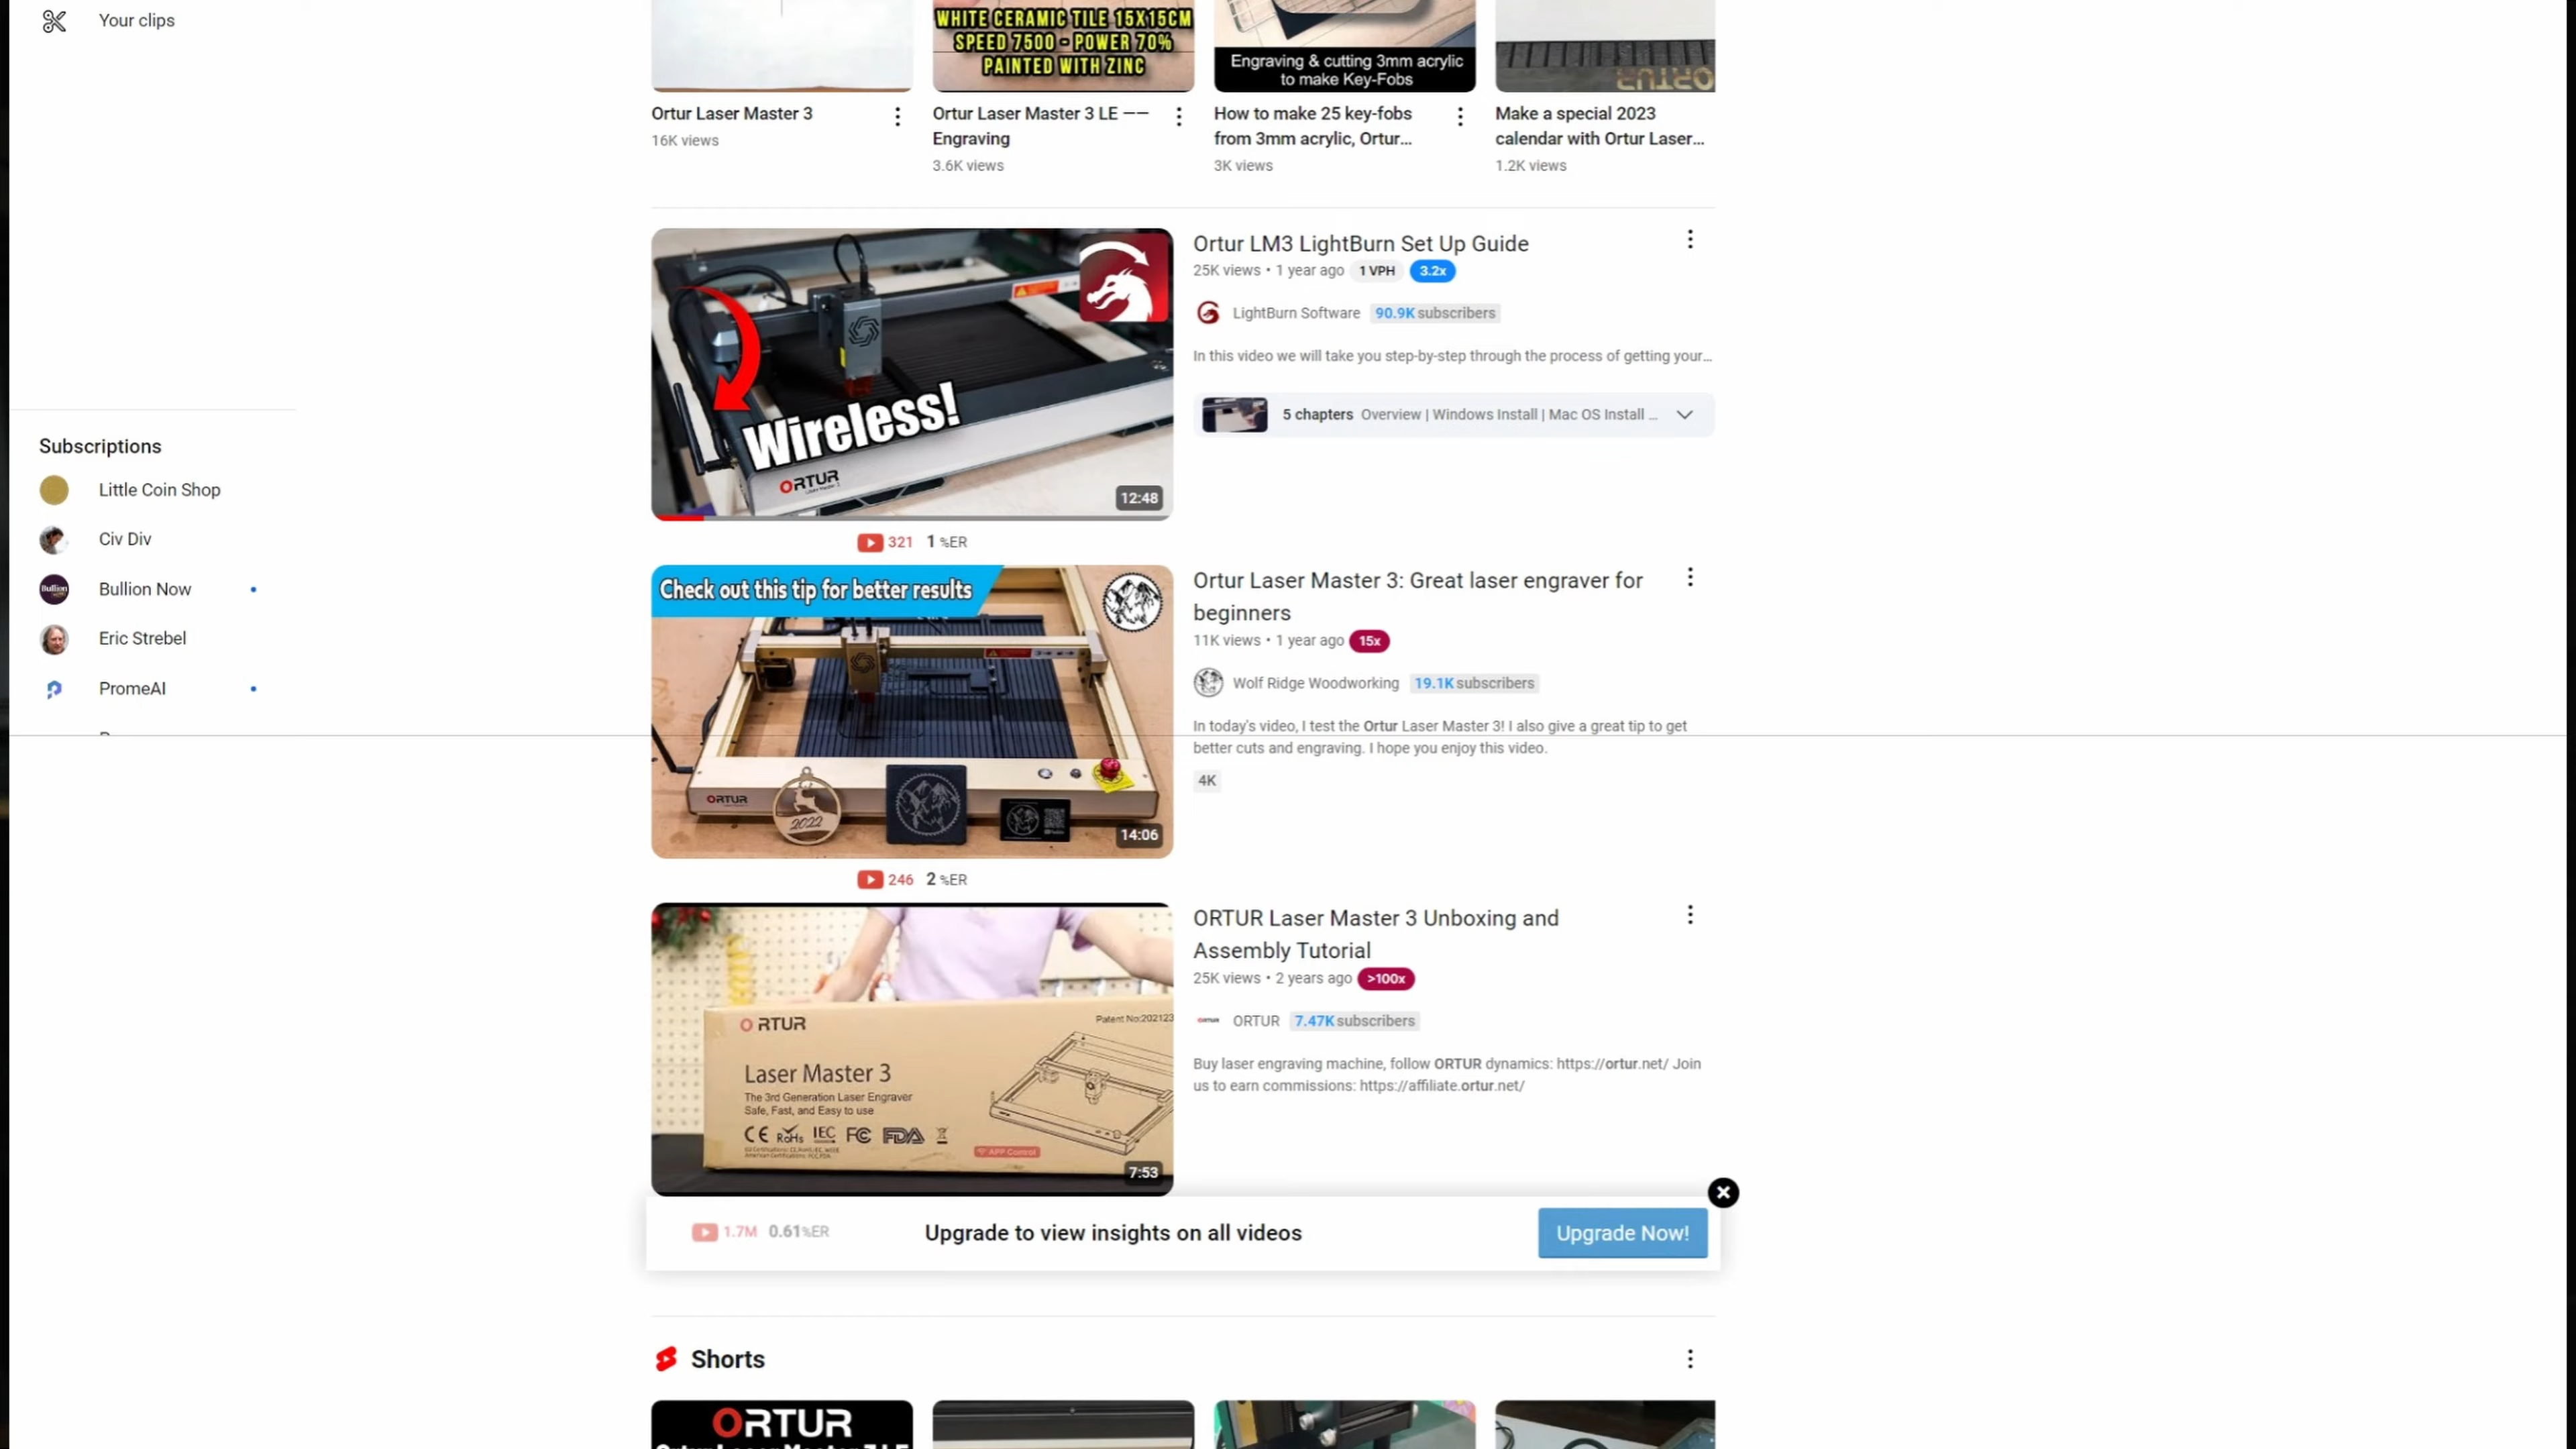 Your clips
Subscriptions
Little Coin Shop
Civ Div
Bullion Now
Eric Strebel
PromeAI
WHITE CERAMIC TILE 15X15CM
SPEED 7500 - POWER 70%
PAINTED WITH ZINC
Engraving & cutting 3mm acrylic
to make Key-Fobs
ORTUR
Ortur Laser Master 3
16K views
Ortur Laser Master 3 LE ——
Engraving
3.6K views
How to make 25 key-fobs
from 3mm acrylic, Ortur...
3K views
Make a special 2023
calendar with Ortur Laser...
1.2K views
Wireless!
ORTUR
12:48
321 1 %ER
Ortur LM3 LightBurn Set Up Guide
25K views • 1 year ago 1 VPH 3.2x
LightBurn Software 90.9K subscribers
In this video we will take you step-by-step through the process of getting your...
5 chapters Overview | Windows Install | Mac OS Install ...
Check out this tip for better results
ORTUR
2022
14:06
246 2 %ER
Ortur Laser Master 3: Great laser engraver for
beginners
11K views • 1 year ago 15x
Wolf Ridge Woodworking 19.1K subscribers
In today's video, I test the Ortur Laser Master 3! I also give a great tip to get
better cuts and engraving. I hope you enjoy this video.
4K
ORTUR
Patent No:202123
Laser Master 3
The 3rd Generation Laser Engraver
Safe, Fast, and Easy to use
CE RoHs IEC FC FDA
APP Control
7:53
ORTUR Laser Master 3 Unboxing and
Assembly Tutorial
25K views • 2 years ago >100x
ORTUR 7.47K subscribers
Buy laser engraving machine, follow ORTUR dynamics: https://ortur.net/ Join
us to earn commissions: https://affiliate.ortur.net/
1.7M 0.61%ER
Upgrade to view insights on all videos
Upgrade Now!
Shorts
ORTUR